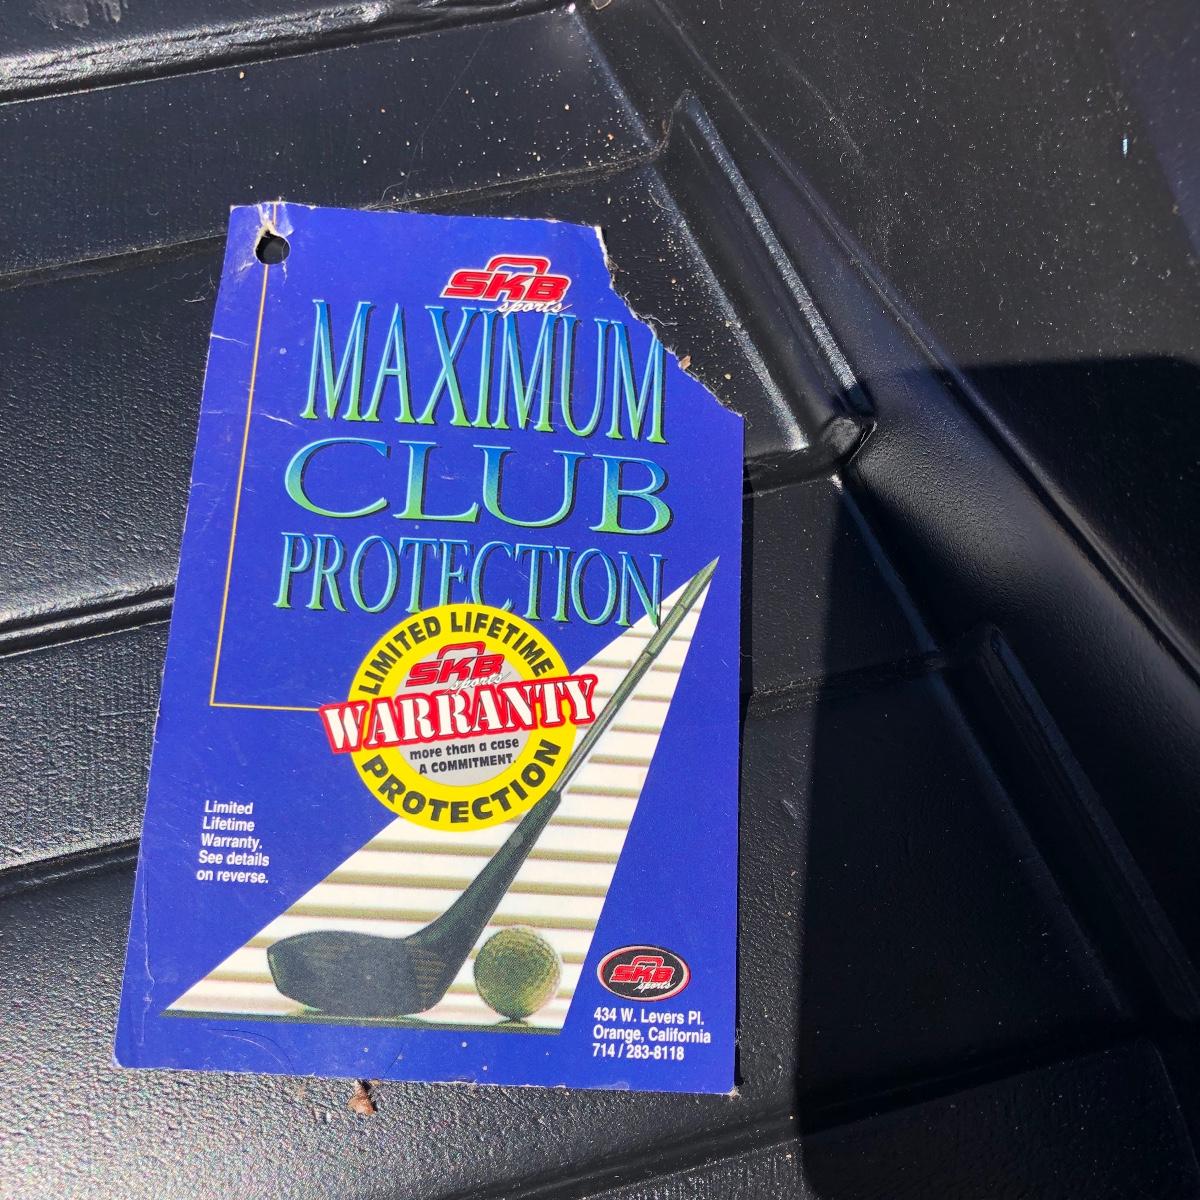 SKB
sports
MAXIMUM
CLUB
PROTECTION
LIMITED LIFETIME
SKB
sports
WARRANTY
more than a case
A COMMITMENT.
PROTECTION
Limited
Lifetime
Warranty.
See details
on reverse.
SKB
sports
434 W. Levers Pl.
Orange, California
714 / 283-8118